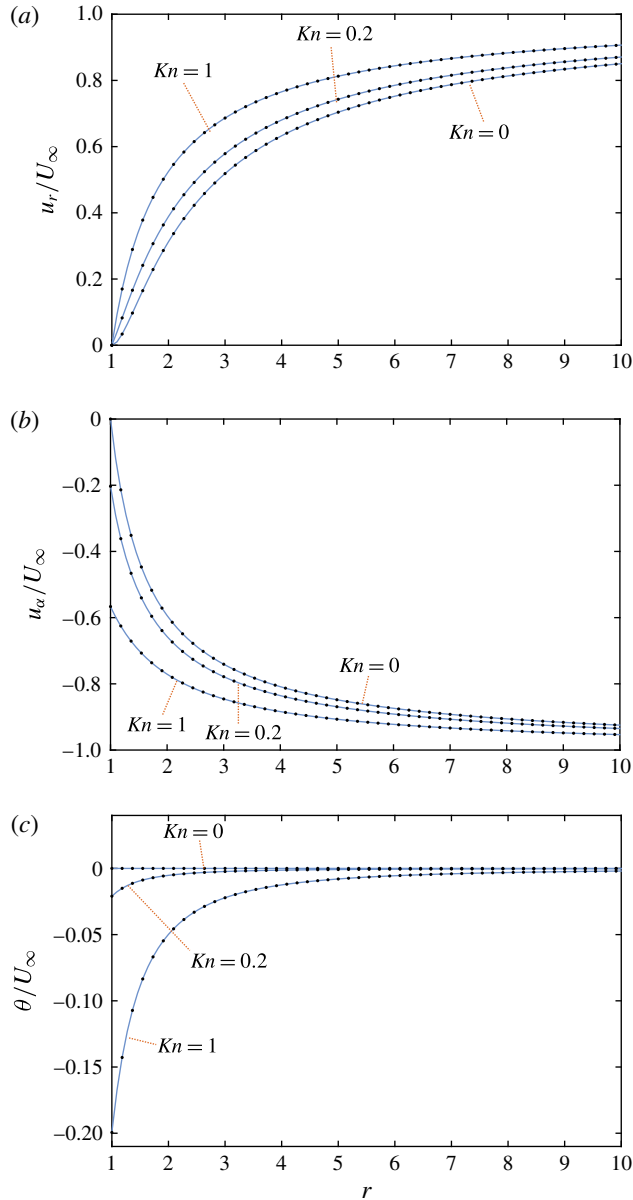 (a)
1.0
0.8
0.6
0.4
0.2
0
u_r/U_∞
Kn = 1
Kn = 0.2
Kn = 0
1 2 3 4 5 6 7 8 9 10
(b)
0
–0.2
–0.4
–0.6
–0.8
–1.0
u_α/U_∞
Kn = 0
Kn = 1
Kn = 0.2
1 2 3 4 5 6 7 8 9 10
(c)
Kn = 0
0
–0.05
–0.10
–0.15
–0.20
θ/U_∞
Kn = 0.2
Kn = 1
1 2 3 4 5 6 7 8 9 10
r